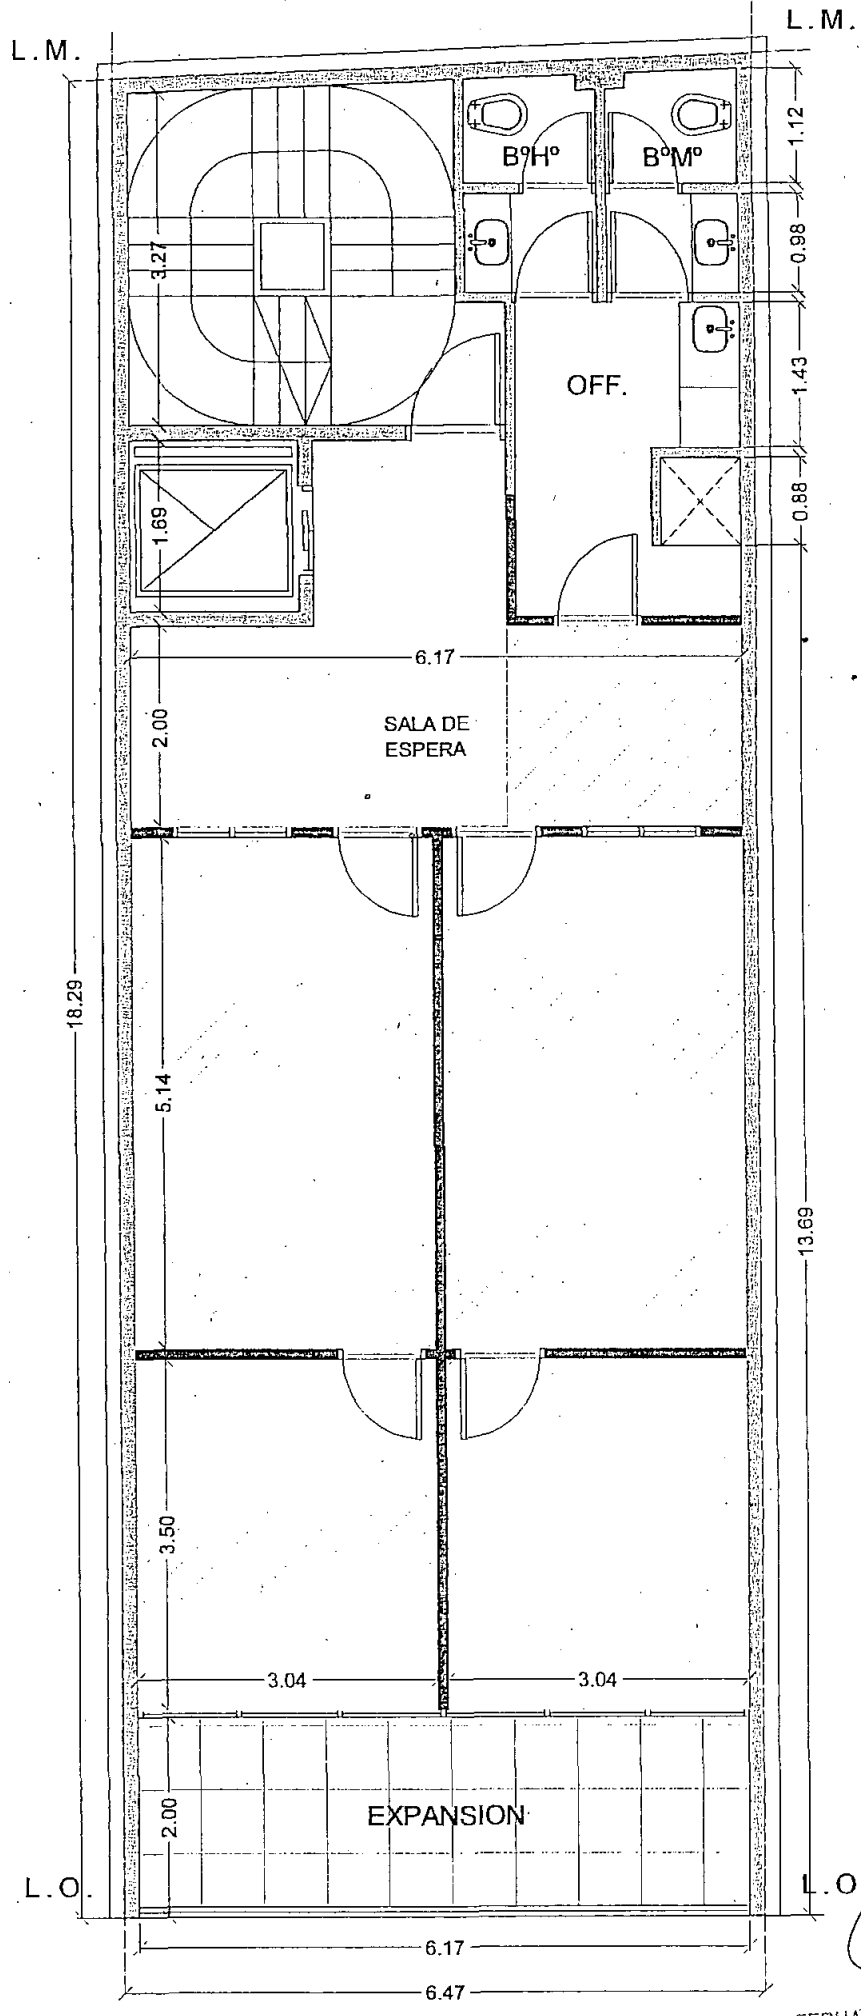 L.M.
L.M.
BºHº
BºMº
1.12
0.98
3.27
OFF.
1.43
0.88
1.69
6.17
2.00
SALA DE
ESPERA
18.29
5.14
13.69
3.50
3.04
3.04
2.00
EXPANSION
L.O.
L.O
6.17
6.47